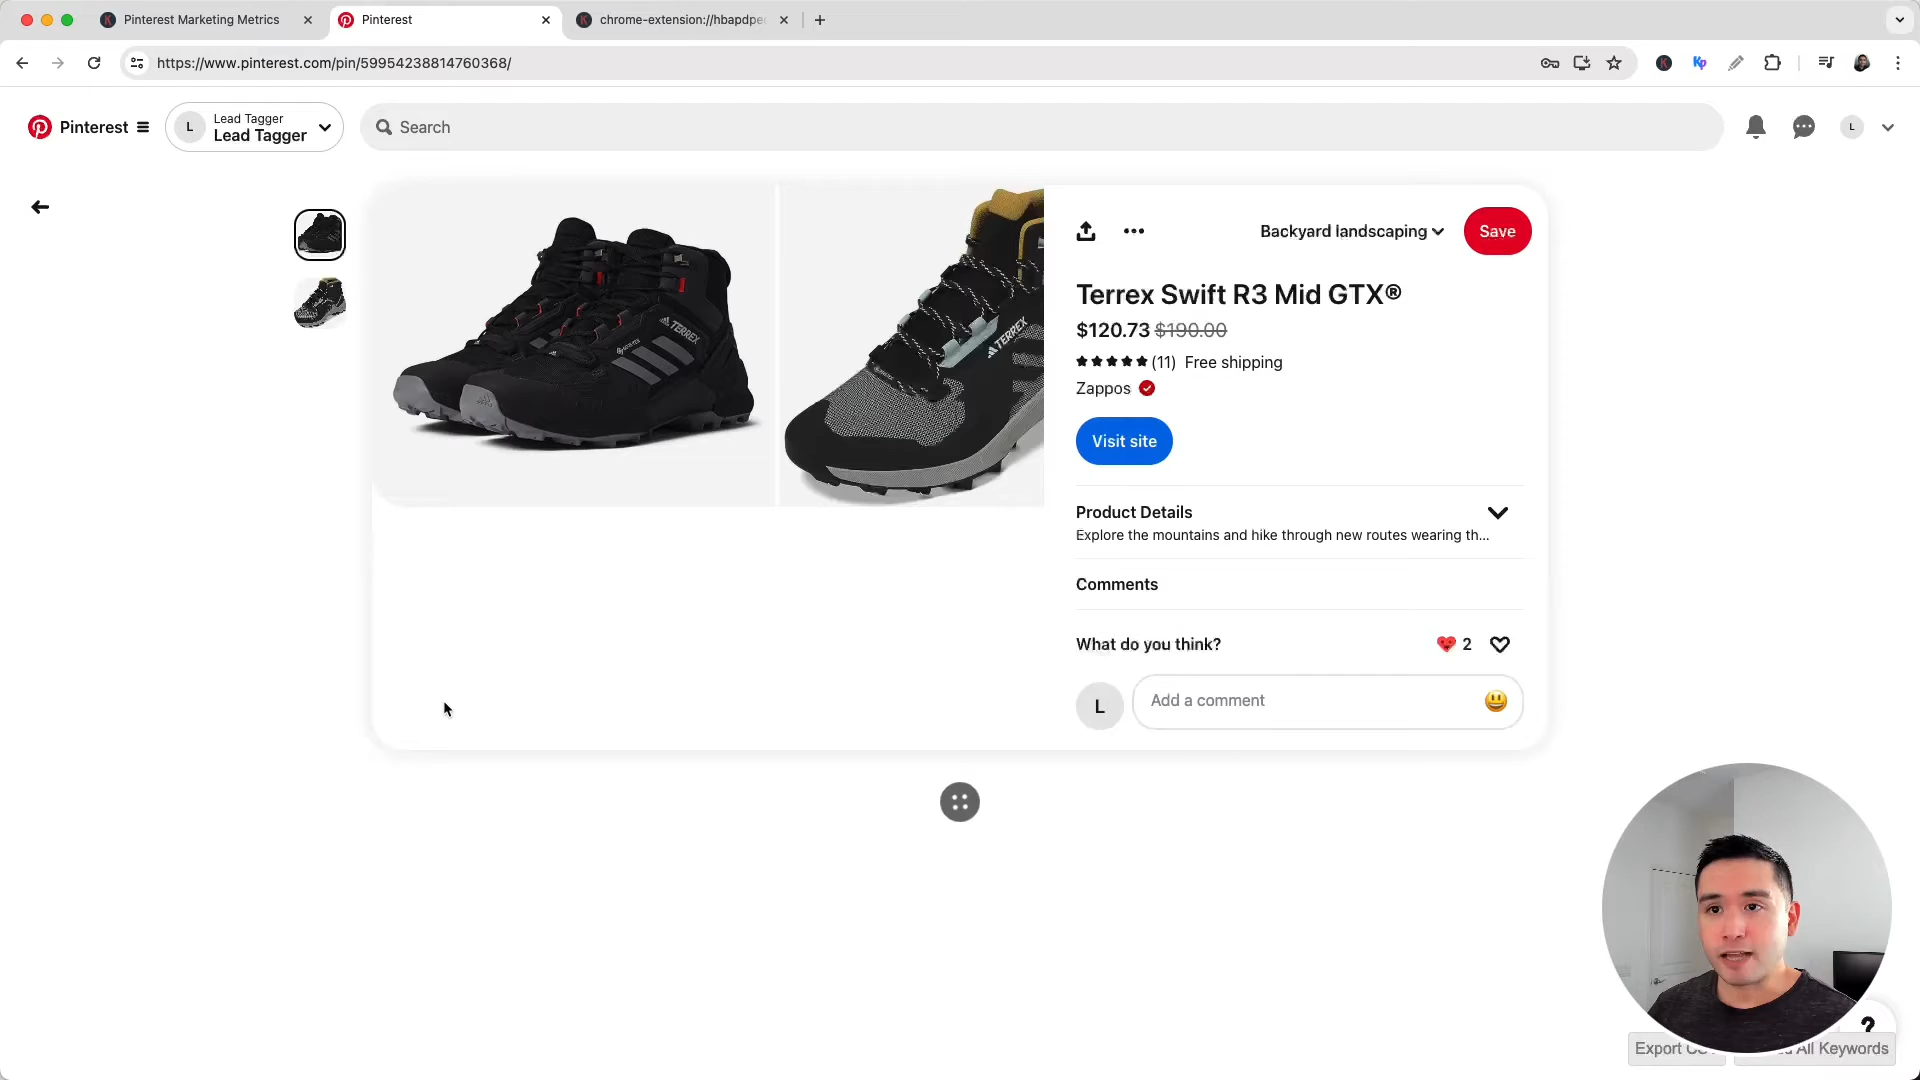 Pinterest Marketing Metrics
Pinterest
chrome-extension://hbapdpe
https://www.pinterest.com/pin/59954238814760368/
Kp
Pinterest
L
Lead Tagger
Lead Tagger
Search
L
TERREX
TERREX
Backyard landscaping
Save
Terrex Swift R3 Mid GTX®
$120.73 $190.00
(11) Free shipping
Zappos
Visit site
Product Details
Explore the mountains and hike through new routes wearing th...
Comments
What do you think?
2
L
Add a comment
?
Export
All Keywords